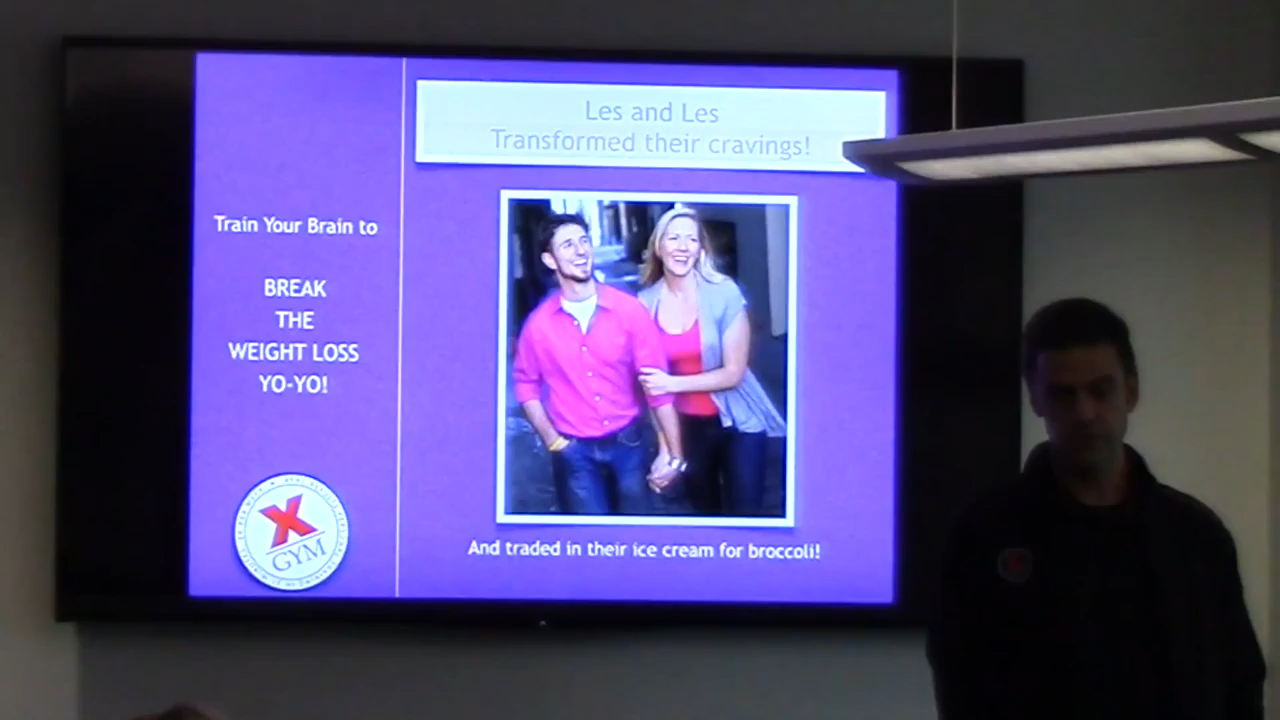 Les and Les
Transformed their cravings!
Train Your Brain to
BREAK
THE
WEIGHT LOSS
YO-YO!
X
GYM
And traded in their ice cream for broccoli!